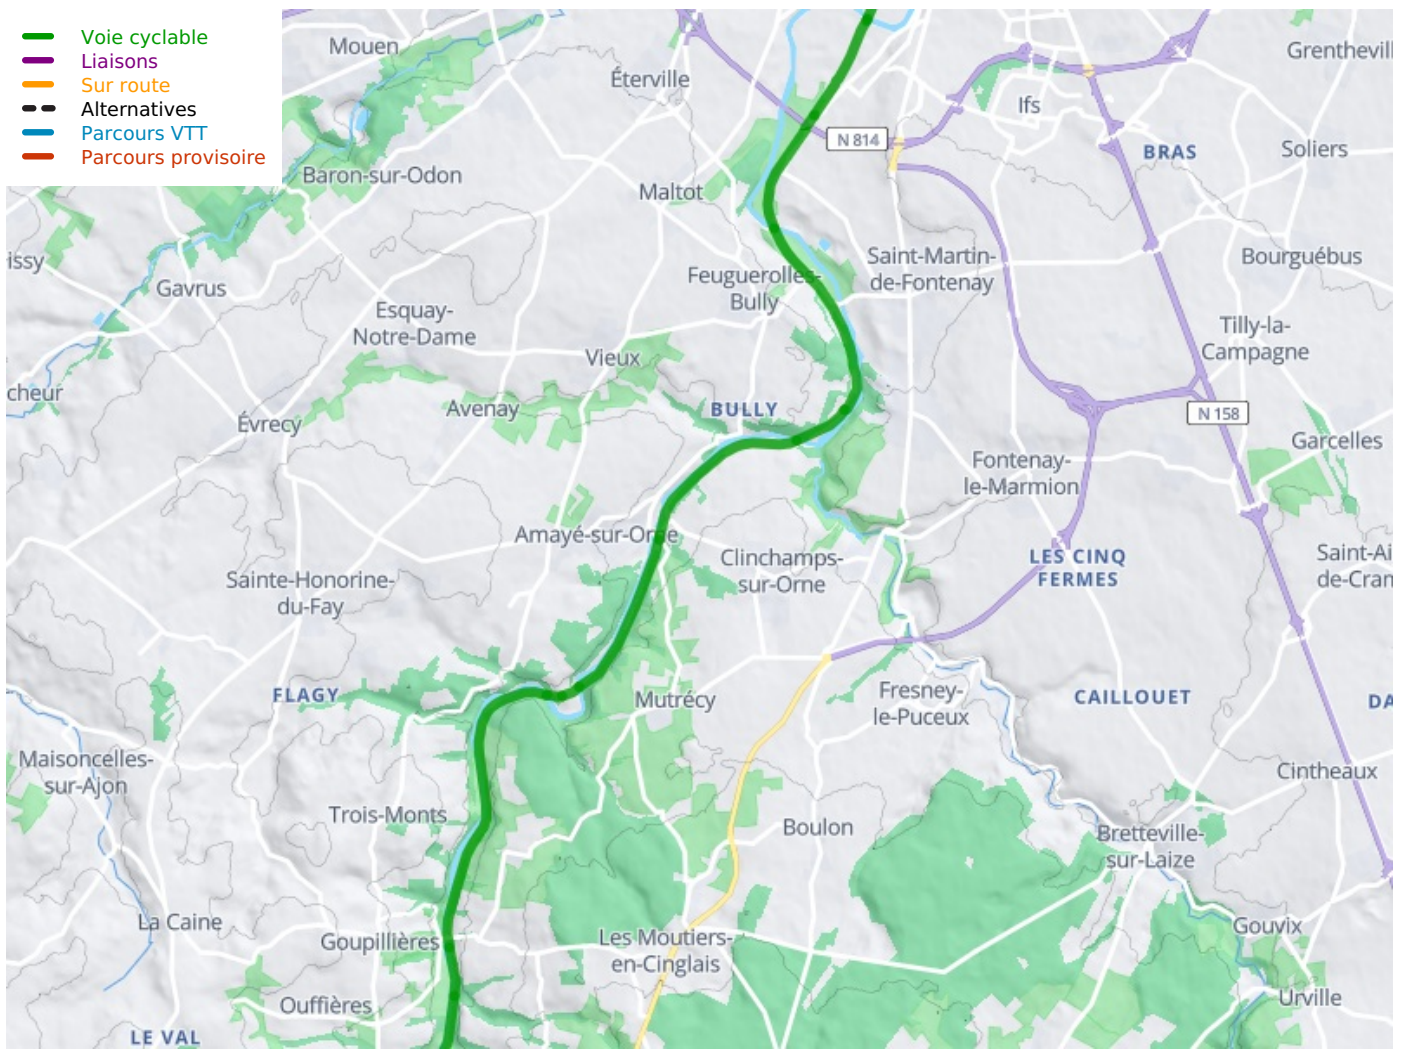 Voie cyclable
Liaisons
Sur route
Alternatives
Parcours VTT
Parcours provisoire
Mouen
Éterville
Grenthevill
Ifs
N 814
BRAS
Soliers
Baron-sur-Odon
Maltot
issy
Gavrus
Feuguerolles-
Bully
Saint-Martin-
de-Fontenay
Bourguébus
Esquay-
Notre-Dame
Vieux
Tilly-la-
Campagne
cheur
Évrecy
Avenay
BULLY
N 158
Garcelles
Fontenay-
le-Marmion
Amayé-sur-Orne
Clinchamps-
sur-Orne
LES CINQ
FERMES
Saint-Ai
de-Cram
Sainte-Honorine-
du-Fay
FLAGY
Mutrécy
Fresney-
le-Puceux
CAILLOUET
DA
Maisoncelles-
sur-Ajon
Cintheaux
Trois-Monts
Boulon
Bretteville-
sur-Laize
La Caine
Goupillières
Les Moutiers-
en-Cinglais
Gouvix
Ouffières
Urville
LE VAL